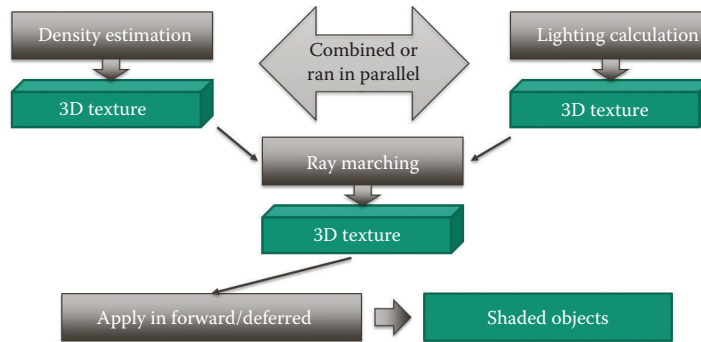 Density estimation
Combined or
ran in parallel
Lighting calculation
3D texture
3D texture
Ray marching
3D texture
Apply in forward/deferred
Shaded objects